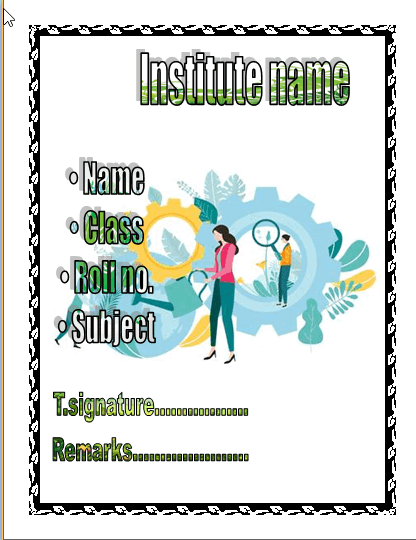 Institute name
• Name
• Class
• Roll no.
• Subject
T.signature..................
Remarks......................